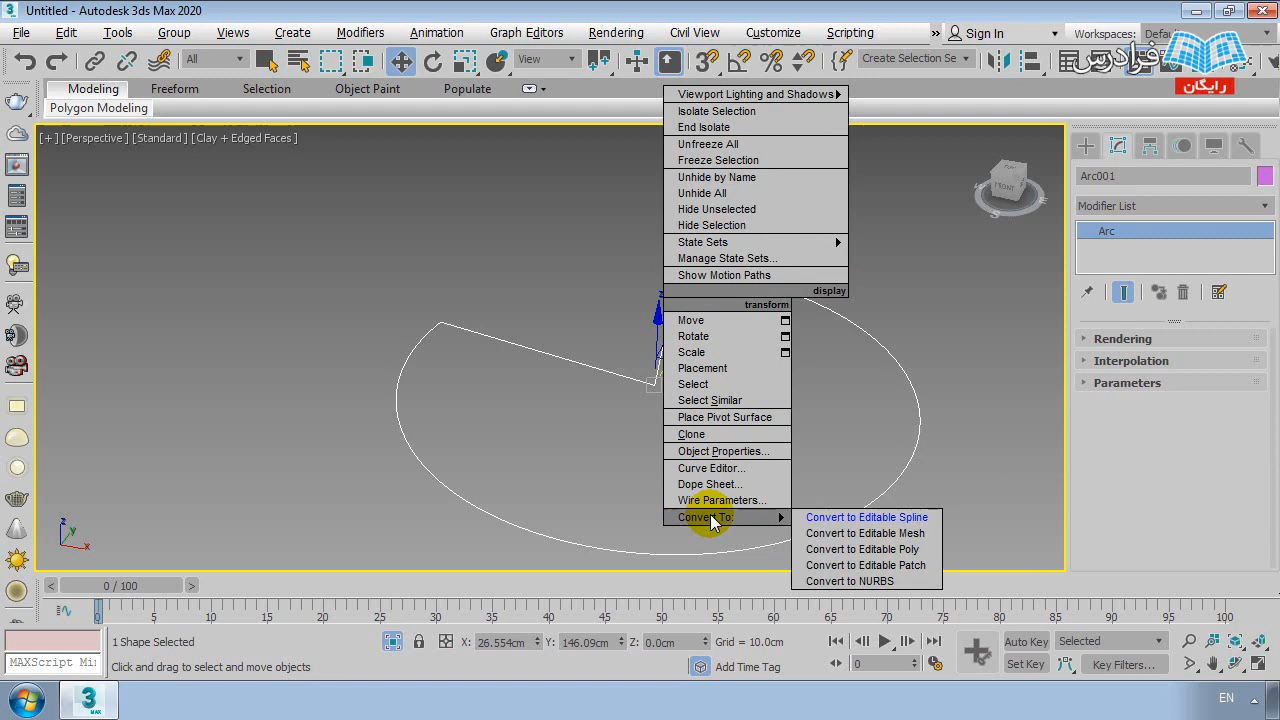 Untitled - Autodesk 3ds Max 2020
File Edit Tools Group Views Create Modifiers Animation Graph Editors Rendering Civil View Customize Scripting » Sign In Workspaces:
All View Create Selection Se
فرادرس
رایگان
Modeling Freeform Selection Object Paint Populate
Polygon Modeling
[+] [Perspective] [Standard] [Clay + Edged Faces]
Viewport Lighting and Shadows
Isolate Selection
End Isolate
Unfreeze All
Freeze Selection
Unhide by Name
Unhide All
Hide Unselected
Hide Selection
State Sets
Manage State Sets...
Show Motion Paths
display
transform
Move
Rotate
Scale
Placement
Select
Select Similar
Place Pivot Surface
Clone
Object Properties...
Curve Editor...
Dope Sheet...
Wire Parameters...
Convert To:
Convert to Editable Spline
Convert to Editable Mesh
Convert to Editable Poly
Convert to Editable Patch
Convert to NURBS
FRONT
S
z
z
y
x
Arc001
Modifier List
Arc
Rendering
Interpolation
Parameters
< 0 / 100 >
0 5 10 15 20 25 30 35 40 45 50 55 60 65 70 75 80 85 90 95 100
1 Shape Selected X: 26.554cm Y: 146.09cm Z: 0.0cm Grid = 10.0cm Auto Key Selected
MAXScript Mi
Click and drag to select and move objects Add Time Tag 0 Set Key Key Filters...
3
MAX
EN